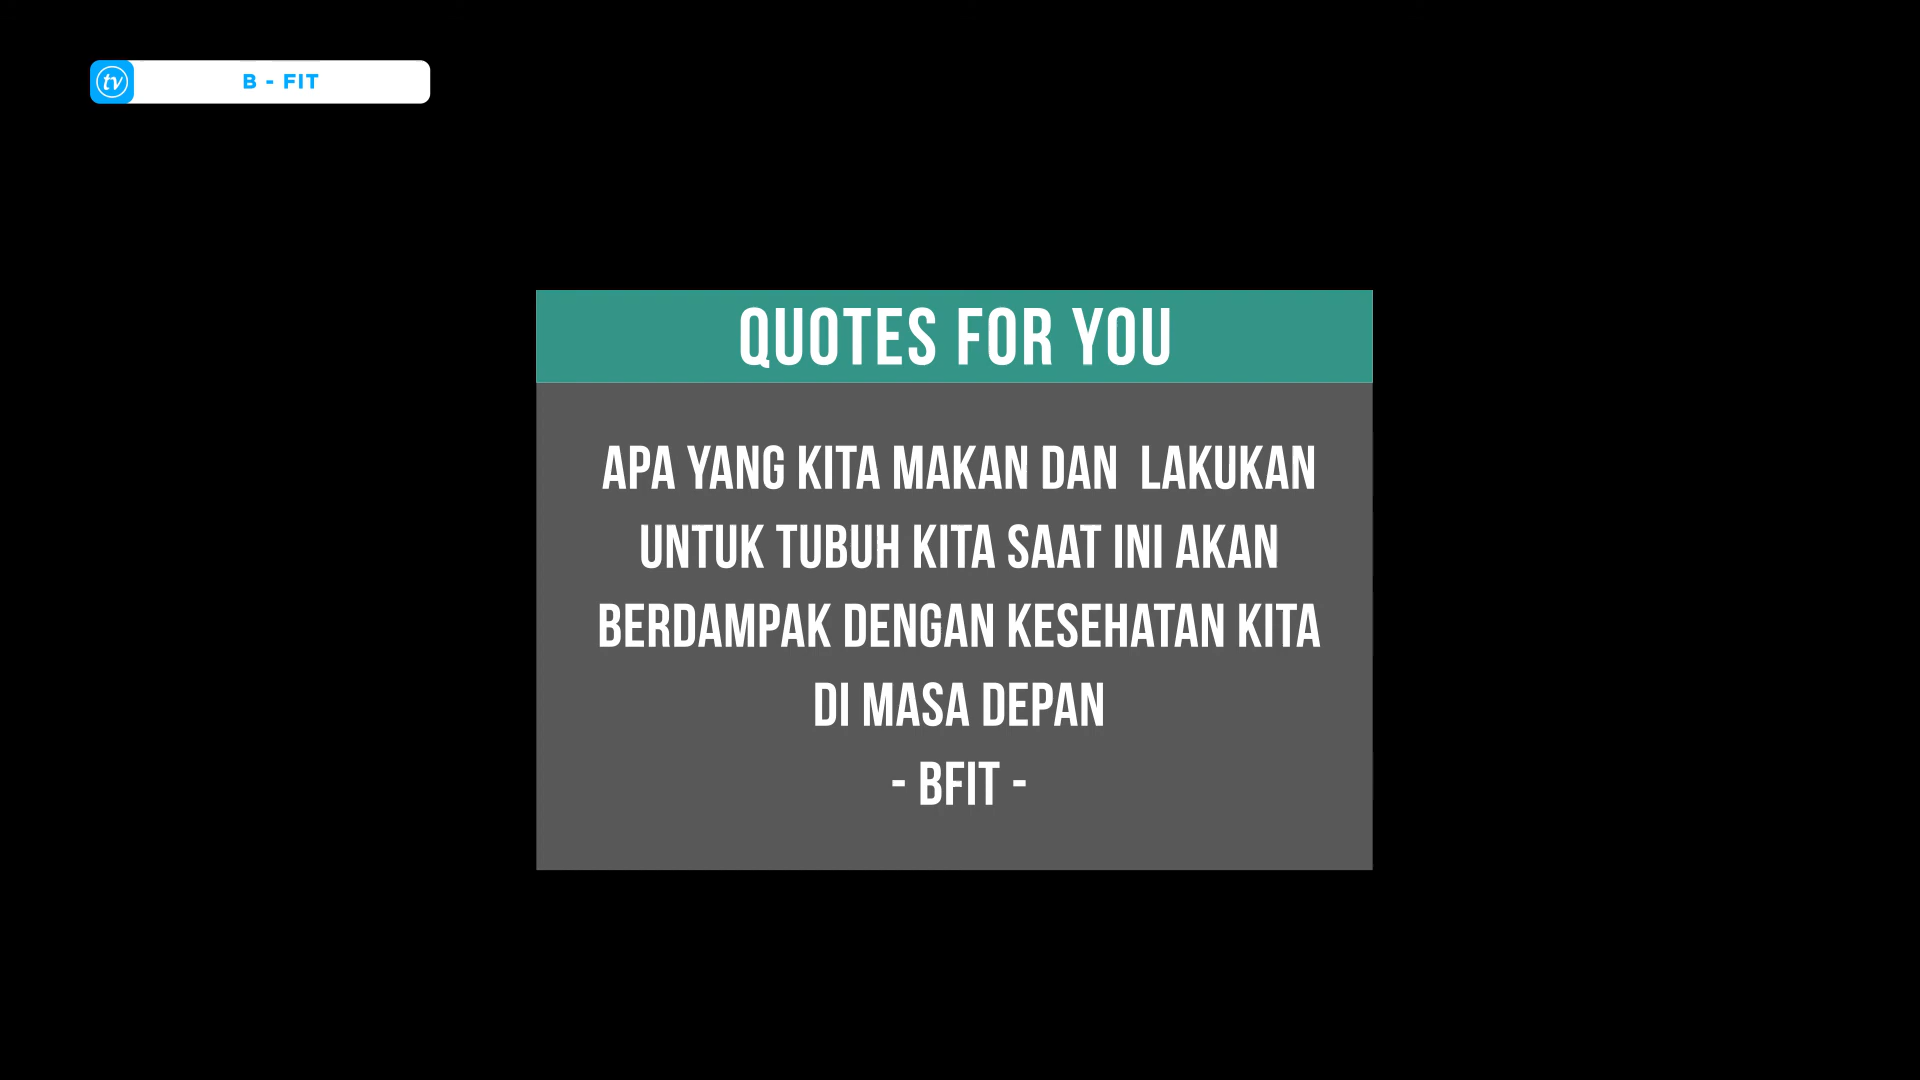 tv B - FIT
QUOTES FOR YOU
APA YANG KITA MAKAN DAN  LAKUKAN
UNTUK TUBUH KITA SAAT INI AKAN
BERDAMPAK DENGAN KESEHATAN KITA
DI MASA DEPAN
- BFIT -